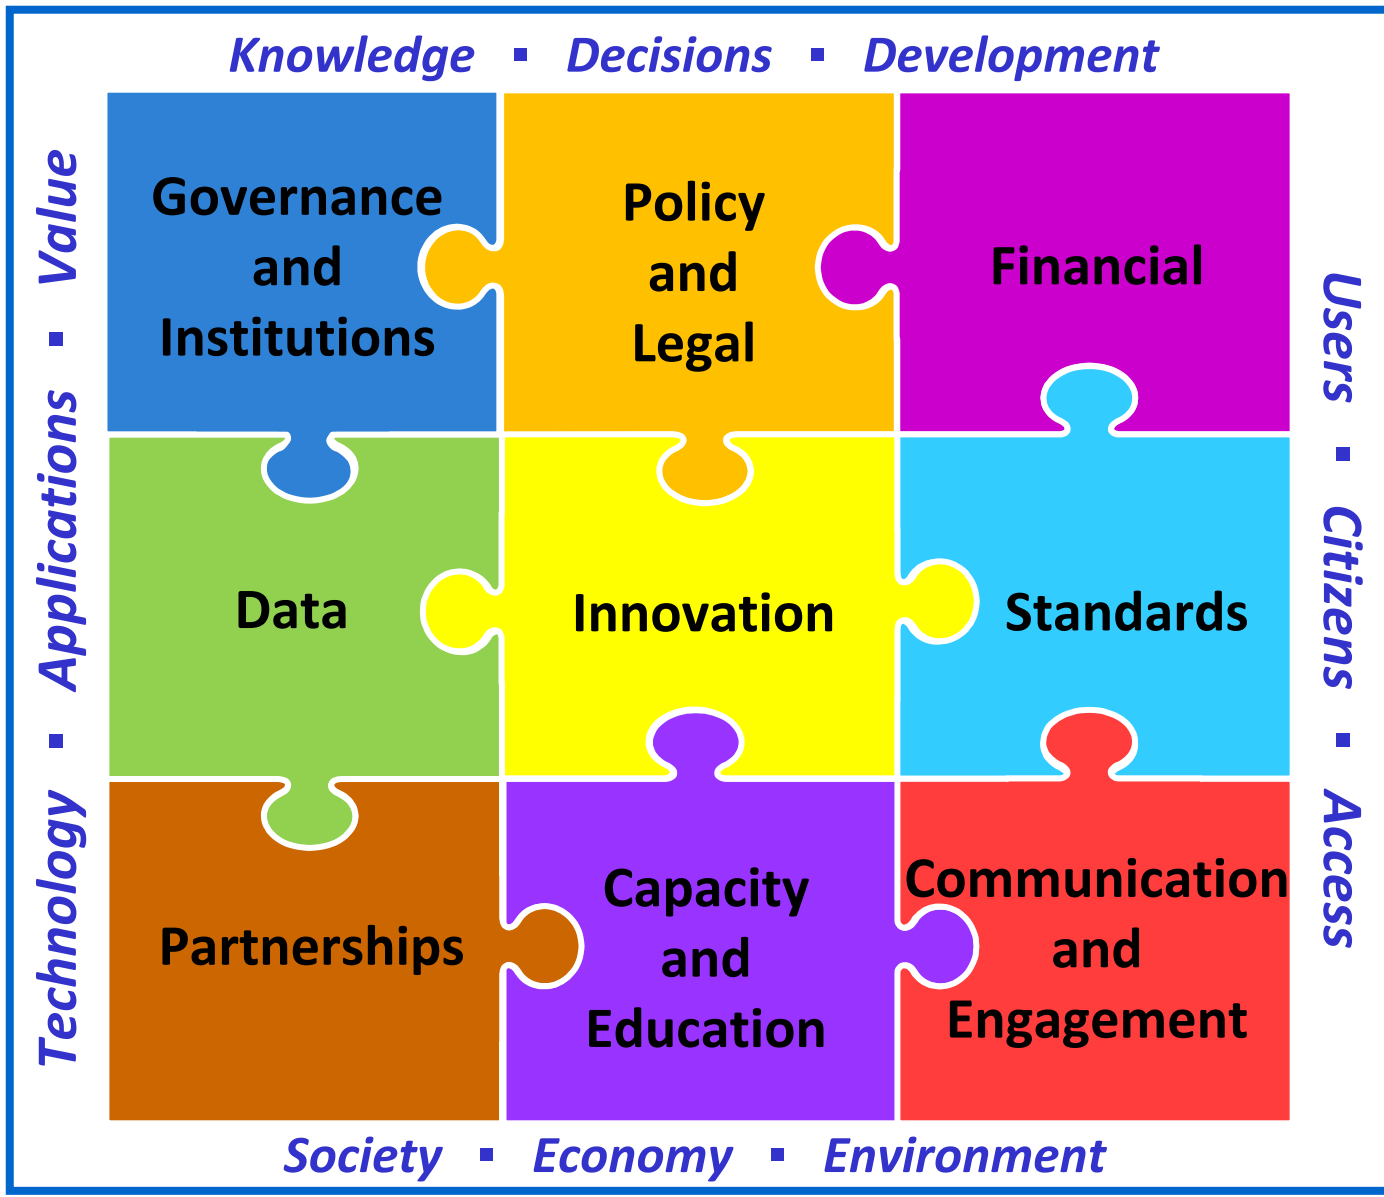 Knowledge ▪ Decisions ▪ Development
Technology ▪ Applications ▪ Value
Governance
and
Institutions
Policy
and
Legal
Financial
Data
Innovation
Standards
Partnerships
Capacity
and
Education
Communication
and
Engagement
Users ▪ Citizens ▪ Access
Society ▪ Economy ▪ Environment